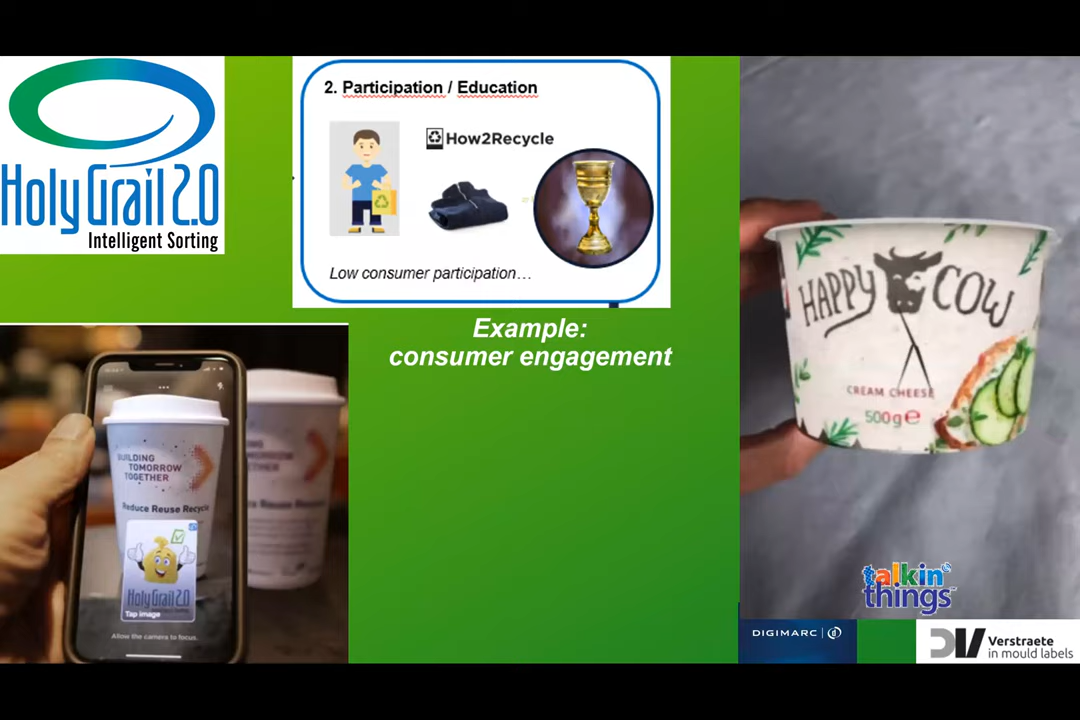 Holy Grail 2.0
Intelligent Sorting
2. Participation / Education
How2Recycle
Low consumer participation...
Example:
consumer engagement
BUILDING
TOMORROW
TOGETHER
Reduce Reuse Recycle
Holy Grail 2.0
Tap image
Allow the camera to focus.
HAPPY COW
CREAM CHEESE
500g e
talkin'
things™
DIGIMARC | d
Verstraete
in mould labels